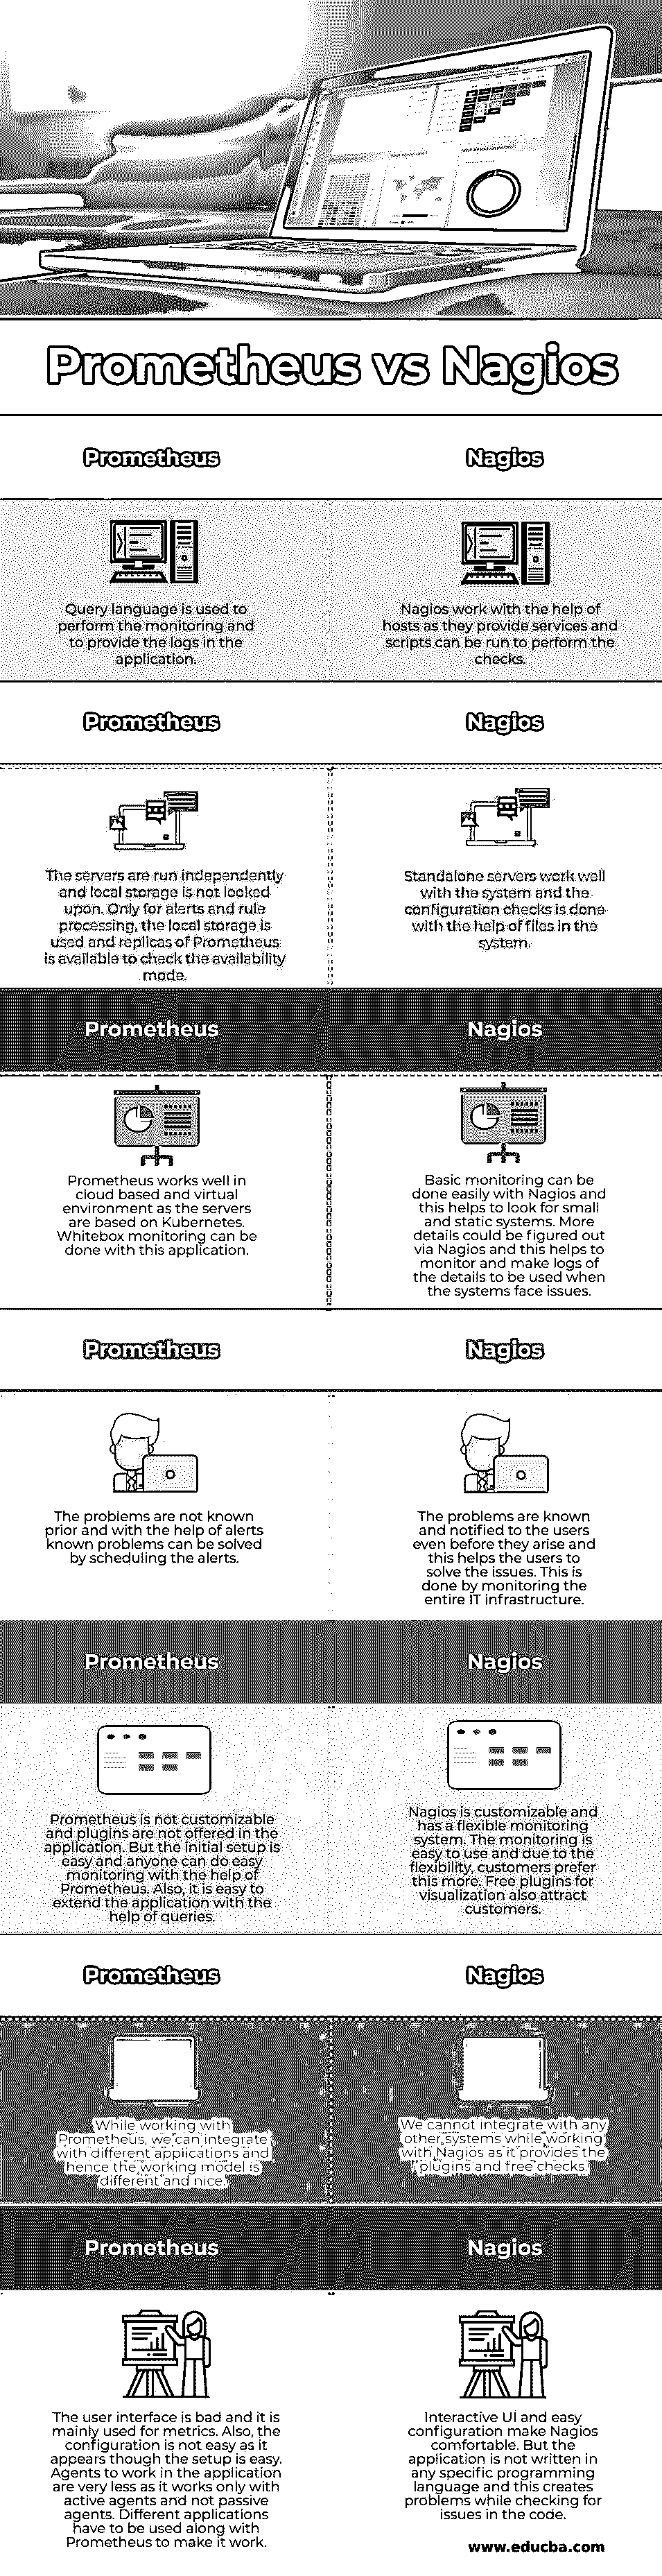 Prometheus vs Nagios
Prometheus
Nagios
Query language is used to
perform the monitoring and
to provide the logs in the
application.
Nagios work with the help of
hosts as they provide services and
scripts can be run to perform the
checks.
Prometheus
Nagios
The servers are run independently
and local storage is not looked
upon. Only for alerts and rule
processing, the local storage is
used and replicas of Prometheus
is available to check the availability
mode.
Standalone servers work well
with the system and the
configuration checks is done
with the help of files in the
system.
Prometheus
Nagios
Prometheus works well in
cloud based and virtual
environment as the servers
are based on Kubernetes.
Whitebox monitoring can be
done with this application.
Basic monitoring can be
done easily with Nagios and
this helps to look for small
and static systems. More
details could be figured out
via Nagios and this helps to
monitor and make logs of
the details to be used when
the systems face issues.
Prometheus
Nagios
The problems are not known
prior and with the help of alerts
known problems can be solved
by scheduling the alerts.
The problems are known
and notified to the users
even before they arise and
this helps the users to
solve the issues. This is
done by monitoring the
entire IT infrastructure.
Prometheus
Nagios
Prometheus is not customizable
and plugins are not offered in the
application. But the initial setup is
easy and anyone can do easy
monitoring with the help of
Prometheus. Also, it is easy to
extend the application with the
help of queries.
Nagios is customizable and
has a flexible monitoring
system. The monitoring is
easy to use and due to the
flexibility, customers prefer
this more. Free plugins for
visualization also attract
customers.
Prometheus
Nagios
While working with
Prometheus, we can integrate
with different applications and
hence the working model is
different and nice.
We cannot integrate with any
other systems while working
with Nagios as it provides the
plugins and free checks.
Prometheus
Nagios
The user interface is bad and it is
mainly used for metrics. Also, the
configuration is not easy as it
appears though the setup is easy.
Agents to work in the application
are very less as it works only with
active agents and not passive
agents. Different applications
have to be used along with
Prometheus to make it work.
Interactive UI and easy
configuration make Nagios
comfortable. But the
application is not written in
any specific programming
language and this creates
problems while checking for
issues in the code.
www.educba.com